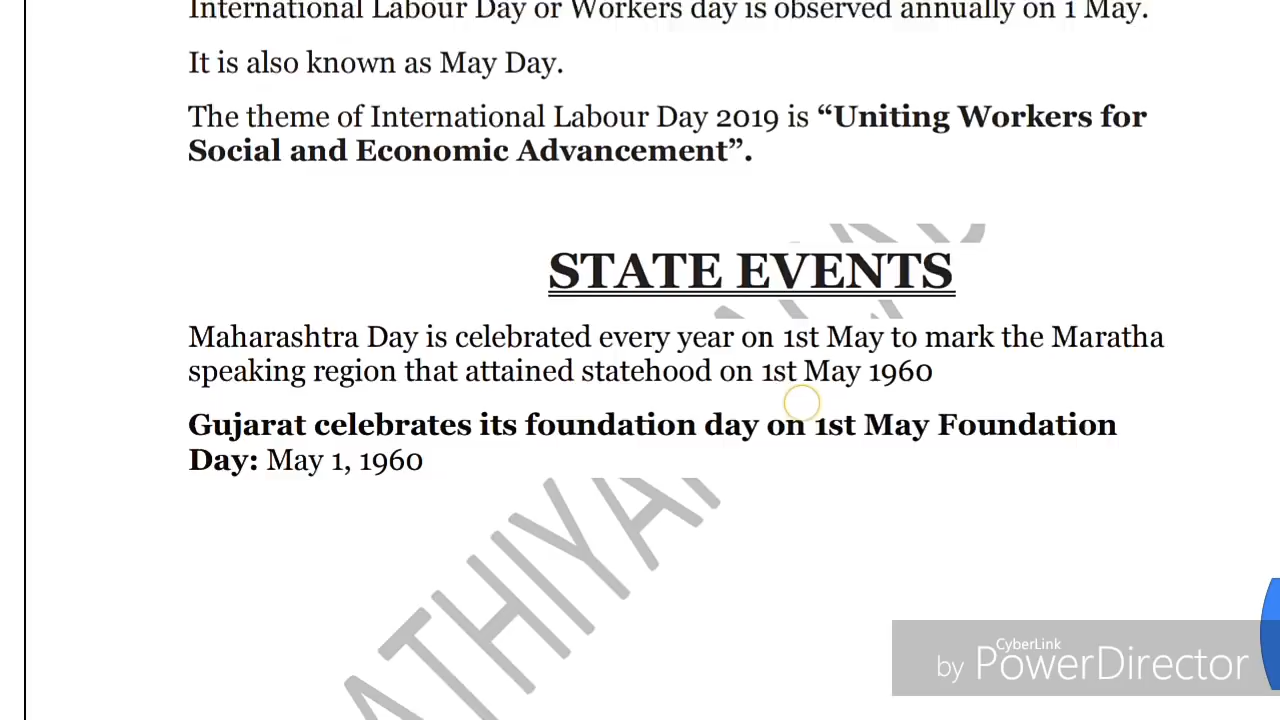 International Labour Day or Workers day is observed annually on 1 May.
It is also known as May Day.
The theme of International Labour Day 2019 is “Uniting Workers for
Social and Economic Advancement”.
STATE EVENTS
Maharashtra Day is celebrated every year on 1st May to mark the Maratha
speaking region that attained statehood on 1st May 1960
Gujarat celebrates its foundation day on 1st May Foundation
Day: May 1, 1960
CyberLink
by PowerDirector